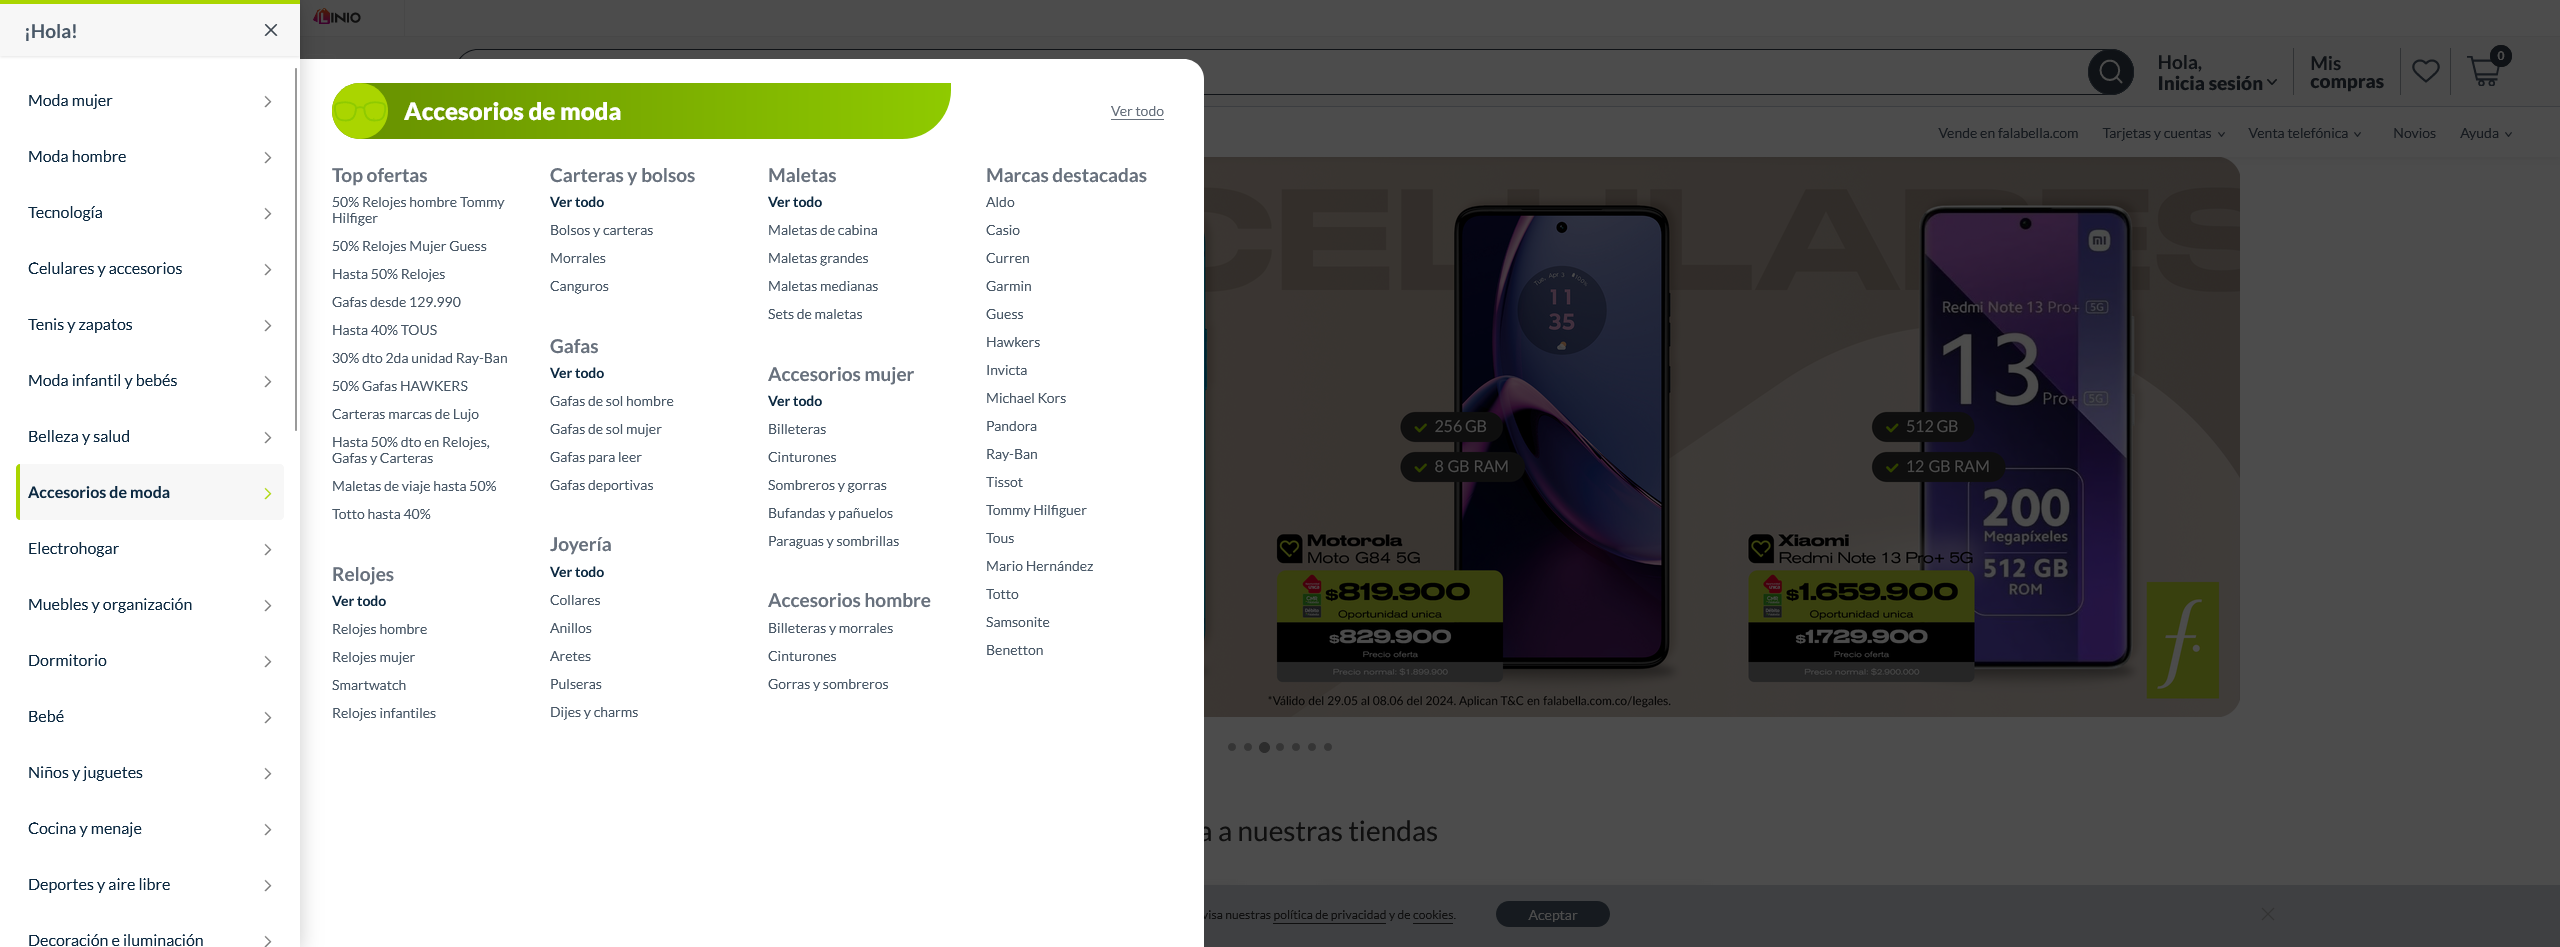 ¡Hola!
Moda mujer
Moda hombre
Tecnología
Celulares y accesorios
Tenis y zapatos
Moda infantil y bebés
Belleza y salud
Accesorios de moda
Electrohogar
Muebles y organización
Dormitorio
Bebé
Niños y juguetes
Cocina y menaje
Deportes y aire libre
Decoración e iluminación
LINIO
Hola,
Inicia sesión
Mis
compras
0
Vende en falabella.com
Tarjetas y cuentas
Venta telefónica
Novios
Ayuda
Accesorios de moda
Ver todo
Top ofertas
50% Relojes hombre Tommy
Hilfiger
50% Relojes Mujer Guess
Hasta 50% Relojes
Gafas desde 129.990
Hasta 40% TOUS
30% dto 2da unidad Ray-Ban
50% Gafas HAWKERS
Carteras marcas de Lujo
Hasta 50% dto en Relojes,
Gafas y Carteras
Maletas de viaje hasta 50%
Totto hasta 40%
Relojes
Ver todo
Relojes hombre
Relojes mujer
Smartwatch
Relojes infantiles
Carteras y bolsos
Ver todo
Bolsos y carteras
Morrales
Canguros
Gafas
Ver todo
Gafas de sol hombre
Gafas de sol mujer
Gafas para leer
Gafas deportivas
Joyería
Ver todo
Collares
Anillos
Aretes
Pulseras
Dijes y charms
Maletas
Ver todo
Maletas de cabina
Maletas grandes
Maletas medianas
Sets de maletas
Accesorios mujer
Ver todo
Billeteras
Cinturones
Sombreros y gorras
Bufandas y pañuelos
Paraguas y sombrillas
Accesorios hombre
Billeteras y morrales
Cinturones
Gorras y sombreros
Marcas destacadas
Aldo
Casio
Curren
Garmin
Guess
Hawkers
Invicta
Michael Kors
Pandora
Ray-Ban
Tissot
Tommy Hilfiguer
Tous
Mario Hernández
Totto
Samsonite
Benetton
CELULARES
11
35
256 GB
8 GB RAM
Motorola
Moto G84 5G
$819.900
Oportunidad unica
$829.900
Precio oferta
Precio normal: $1.699.900
mi
Redmi Note 13 Pro+ 5G
13
Pro+ 5G
512 GB
12 GB RAM
200
Megapíxeles
512 GB
ROM
Xiaomi
Redmi Note 13 Pro+ 5G
$1.659.900
Oportunidad unica
$1.729.900
Precio oferta
Precio normal: $2.900.000
f.
*Válido del 29.05 al 08.06 del 2024. Aplican T&C en falabella.com.co/legales.
a a nuestras tiendas
visa nuestras política de privacidad y de cookies.
Aceptar